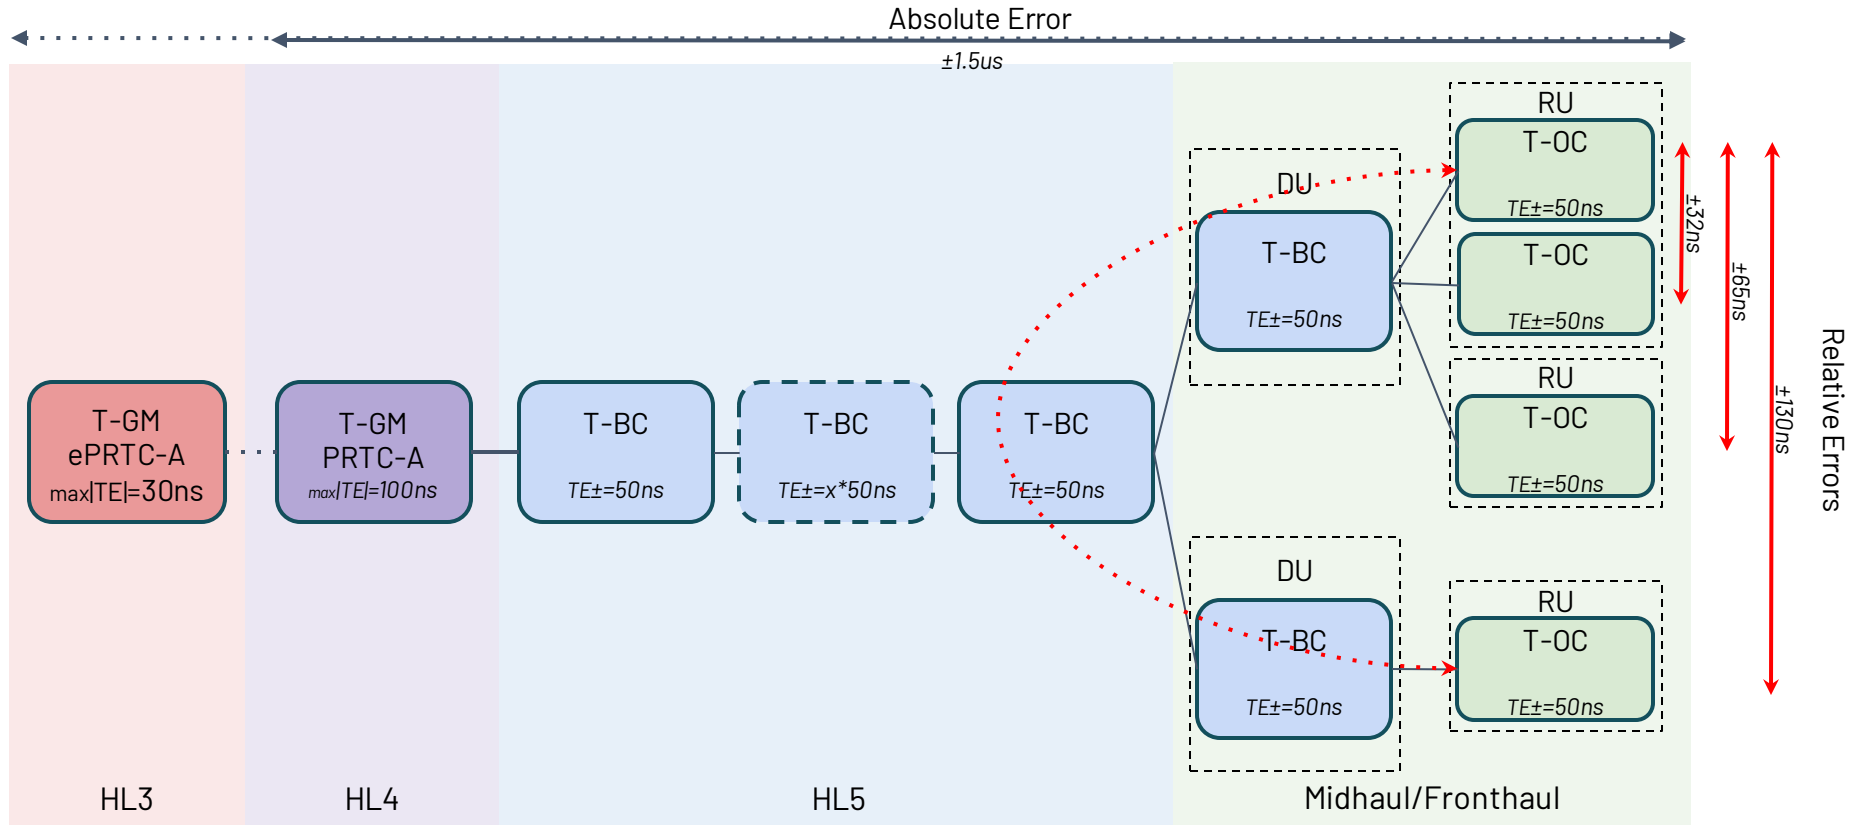 Absolute Error
±1.5us
T-GM
ePRTC-A
max|TE|=30ns
T-GM
PRTC-A
max|TE|=100ns
T-BC
TE±=50ns
T-BC
TE±=x*50ns
T-BC
TE±=50ns
DU
T-BC
TE±=50ns
DU
T-BC
TE±=50ns
RU
T-OC
TE±=50ns
T-OC
TE±=50ns
RU
T-OC
TE±=50ns
RU
T-OC
TE±=50ns
±32ns
±65ns
±130ns
Relative Errors
HL3
HL4
HL5
Midhaul/Fronthaul